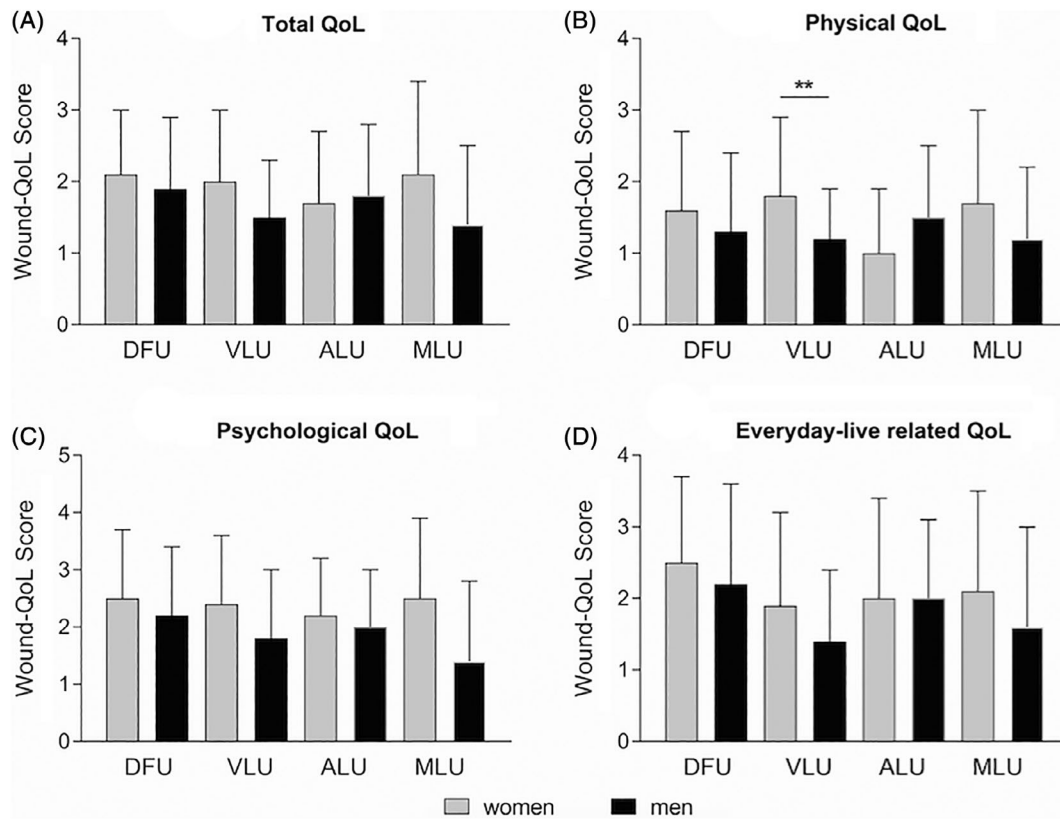 (A)
Total QoL
Wound-QoL Score
4
3
2
1
0
DFU VLU ALU MLU
(B)
Physical QoL
Wound-QoL Score
4
3
2
1
0
**
DFU VLU ALU MLU
(C)
Psychological QoL
Wound-QoL Score
5
4
3
2
1
0
DFU VLU ALU MLU
(D)
Everyday-live related QoL
Wound-QoL Score
4
3
2
1
0
DFU VLU ALU MLU
women men